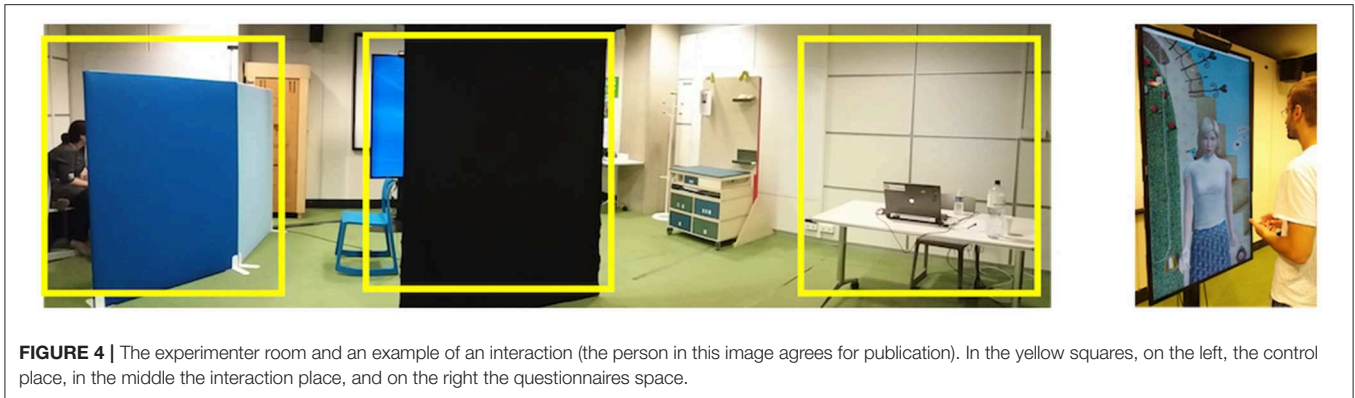 FIGURE 4 | The experimenter room and an example of an interaction (the person in this image agrees for publication). In the yellow squares, on the left, the control
place, in the middle the interaction place, and on the right the questionnaires space.